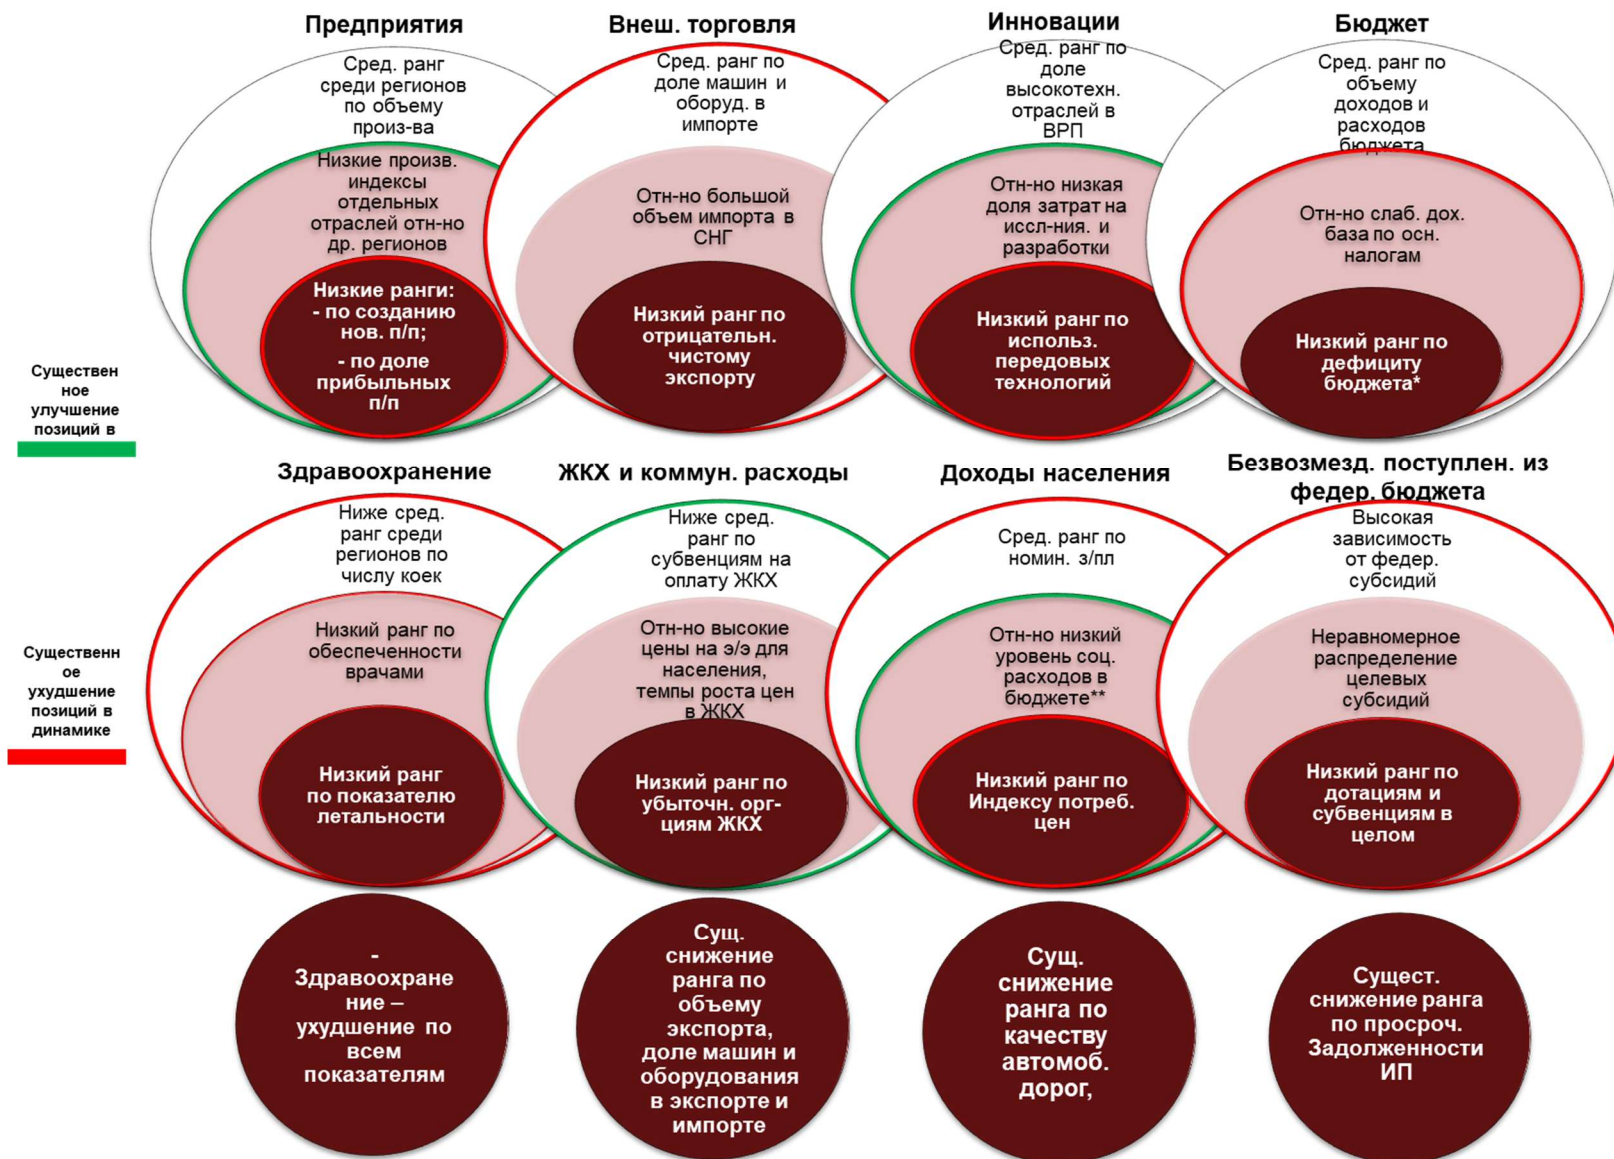 Предприятия
Сред. ранг
среди регионов
по объему
произ-ва
Низкие произв.
индексы
отдельных
отраслей отн-но
др. регионов
Низкие ранги:
- по созданию
нов. п/п;
- по доле
прибыльных
п/п
Внеш. торговля
Сред. ранг по
доле машин и
оборуд. в
импорте
Отн-но большой
объем импорта в
СНГ
Низкий ранг по
отрицательн.
чистому
экспорту
Инновации
Сред. ранг по
доле
высокотехн.
отраслей в
ВРП
Отн-но низкая
доля затрат на
иссл-ния. и
разработки
Низкий ранг по
использ.
передовых
технологий
Бюджет
Сред. ранг по
объему
доходов и
расходов
бюджета
Отн-но слаб. дох.
база по осн.
налогам
Низкий ранг по
дефициту
бюджета*
Существен
ное
улучшение
позиций в
Здравоохранение
Ниже сред.
ранг среди
регионов по
числу коек
Низкий ранг по
обеспеченности
врачами
Низкий ранг
по показателю
летальности
ЖКХ и коммун. расходы
Ниже сред.
ранг по
субвенциям на
оплату ЖКХ
Отн-но высокие
цены на э/э для
населения,
темпы роста цен
в ЖКХ
Низкий ранг по
убыточн. орг-
циям ЖКХ
Доходы населения
Сред. ранг по
номин. з/пл
Отн-но низкий
уровень соц.
расходов в
бюджете**
Низкий ранг по
Индексу потреб.
цен
Безвозмезд. поступлен. из
федер. бюджета
Высокая
зависимость
от федер.
субсидий
Неравномерное
распределение
целевых
субсидий
Низкий ранг по
дотациям и
субвенциям в
целом
Существенн
ое
ухудшение
позиций в
динамике
-
Здравоохране
ние –
ухудшение по
всем
показателям
Сущ.
снижение
ранга по
объему
экспорта,
доле машин и
оборудования
в экспорте и
импорте
Сущ.
снижение
ранга по
качеству
автомоб.
дорог,
Сущест.
снижение ранга
по просроч.
Задолженности
ИП